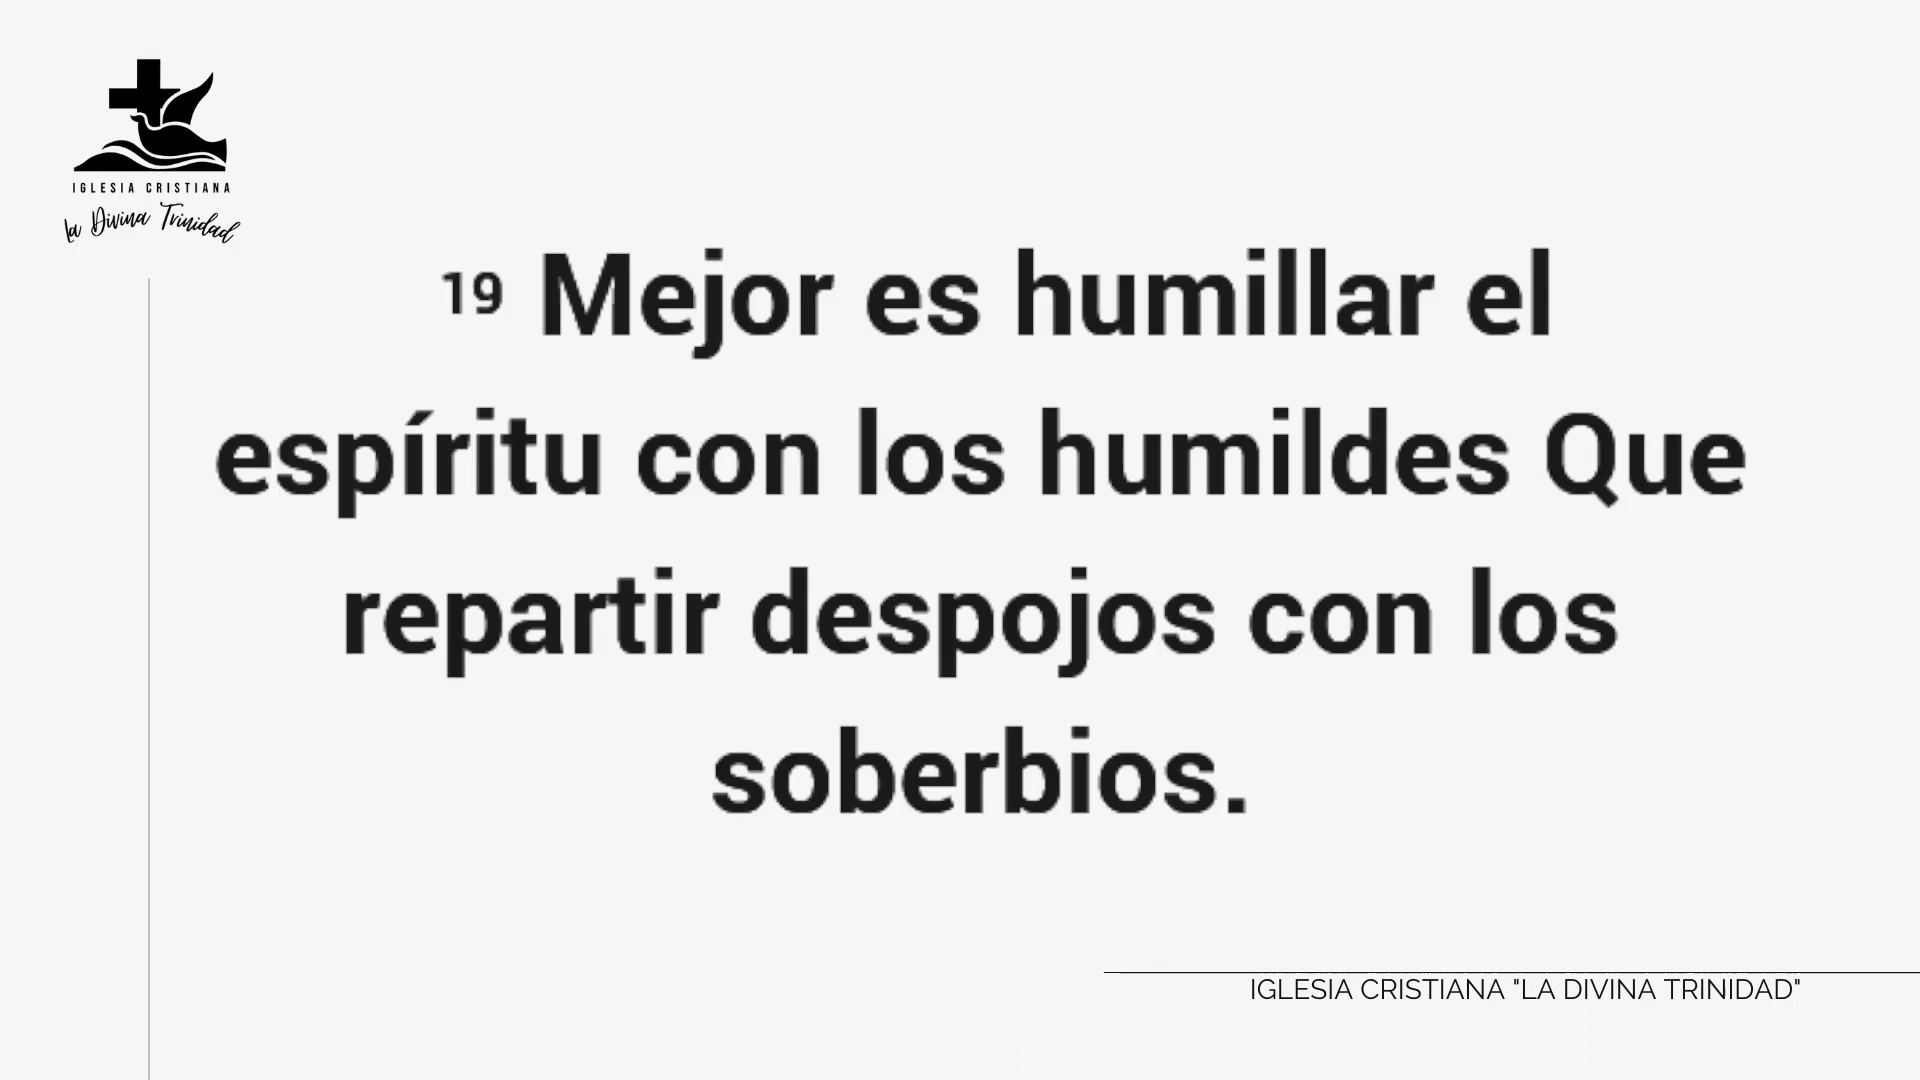 IGLESIA CRISTIANA
La Divina Trinidad
19 Mejor es humillar el
espíritu con los humildes Que
repartir despojos con los
soberbios.
IGLESIA CRISTIANA "LA DIVINA TRINIDAD"